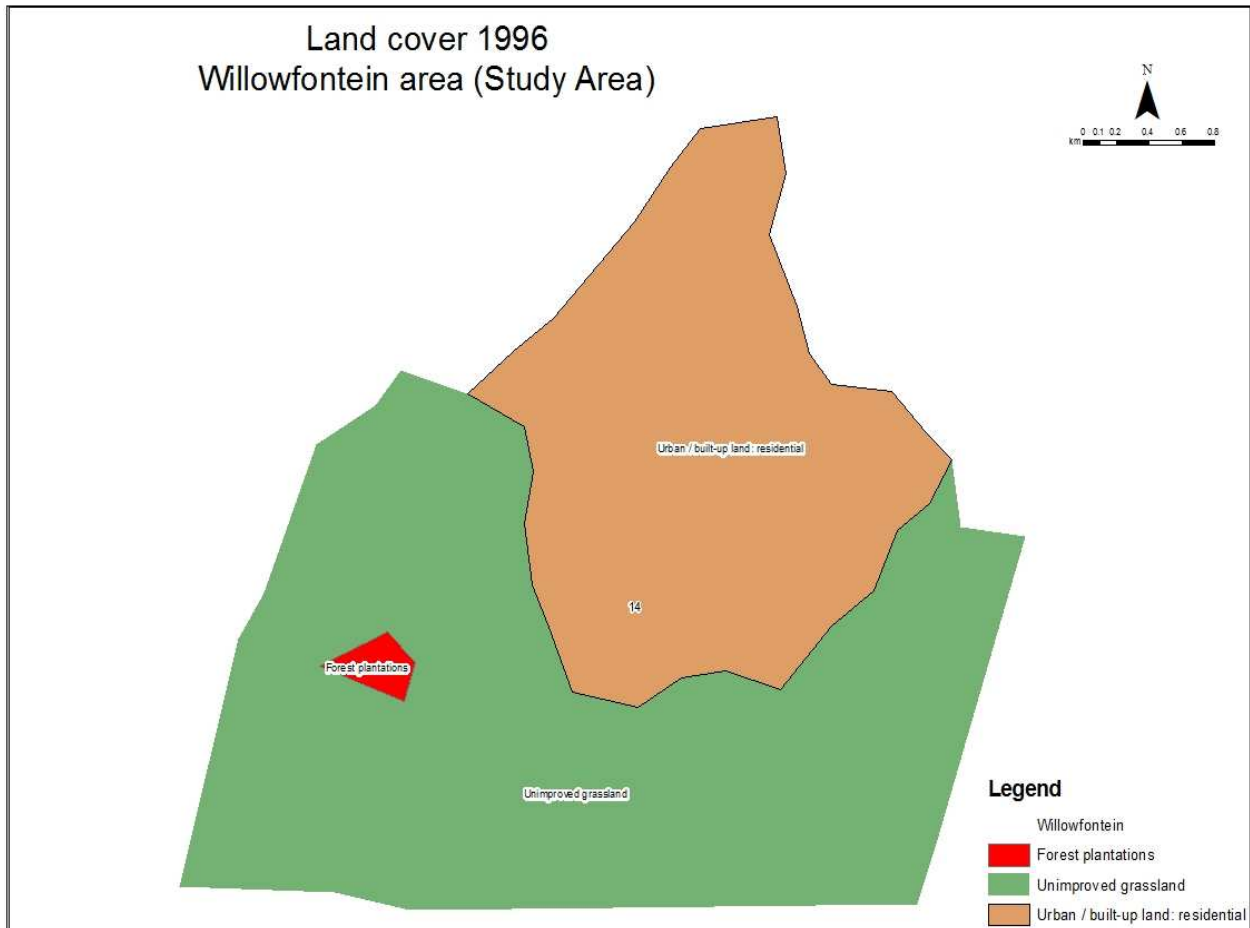 Land cover 1996
Willowfontein area (Study Area)
N
0 0.1 0.2 0.4 0.6 0.8
km
Urban / built-up land: residential
14
Forest plantations
Unimproved grassland
Legend
Willowfontein
Forest plantations
Unimproved grassland
Urban / built-up land: residential